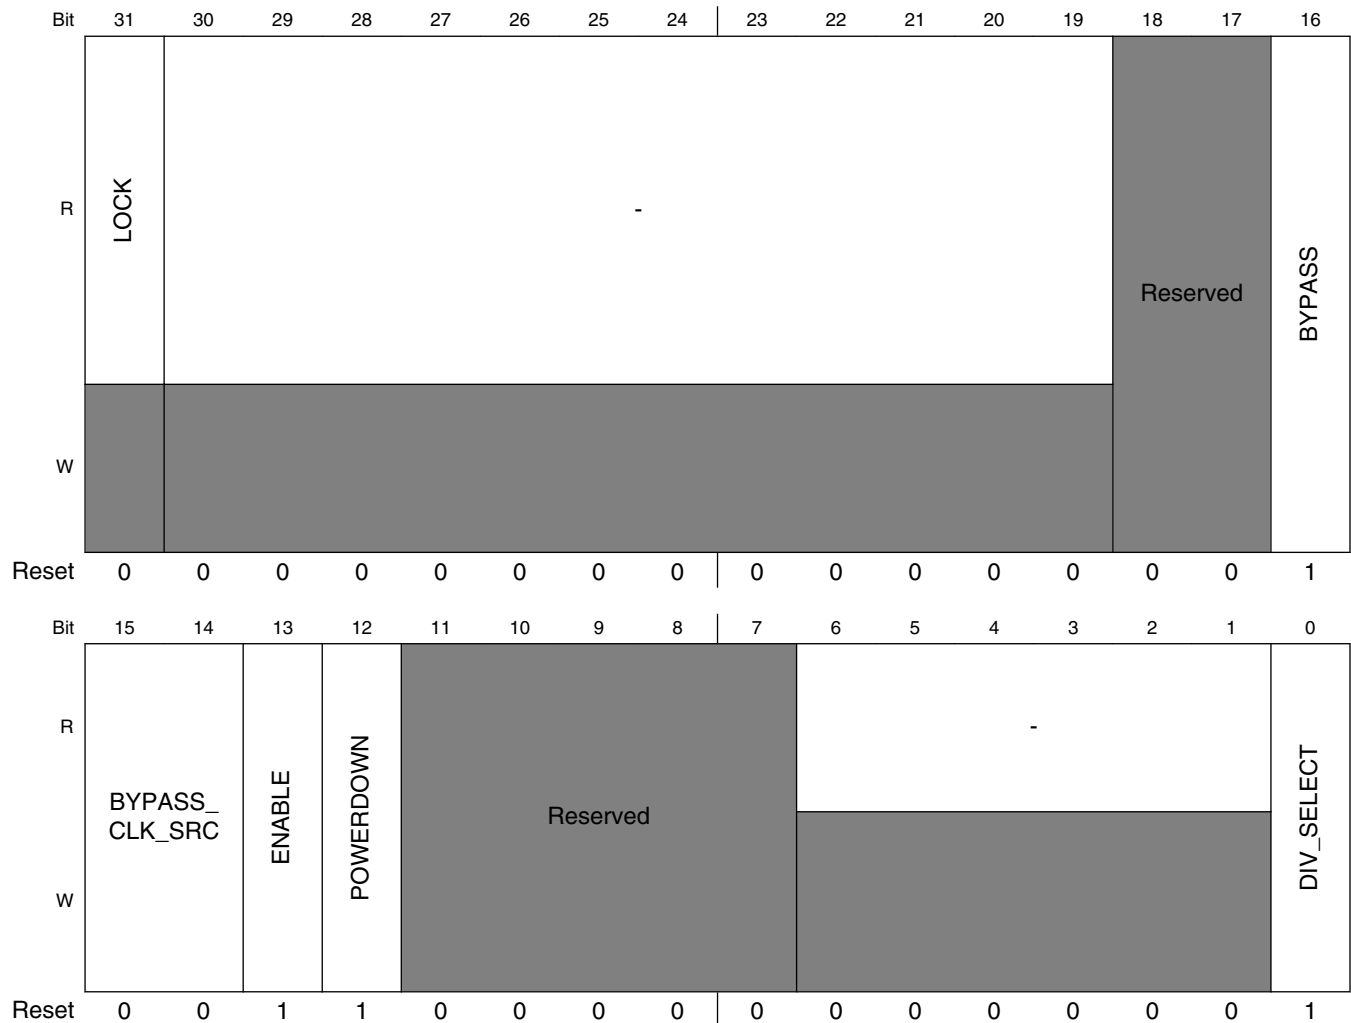 Bit 31 30 29 28 27 26 25 24 23 22 21 20 19 18 17 16
R LOCK - Reserved BYPASS
W
Reset 0 0 0 0 0 0 0 0 0 0 0 0 0 0 0 1
Bit 15 14 13 12 11 10 9 8 7 6 5 4 3 2 1 0
R -
BYPASS_
CLK_SRC
ENABLE
POWERDOWN
Reserved
DIV_SELECT
W
Reset 0 0 1 1 0 0 0 0 0 0 0 0 0 0 0 1